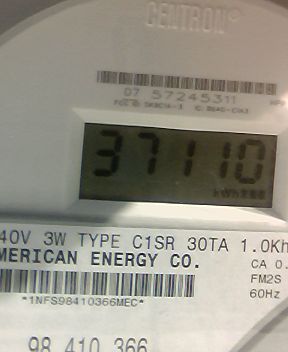 CENTRON®
07 57245311
37110
kWh
40V 3W TYPE C1SR 30TA 1.0Kh
MERICAN ENERGY CO.
CA 0.
FM2S
*1NFS98410366MEC*
60Hz
98 410 366